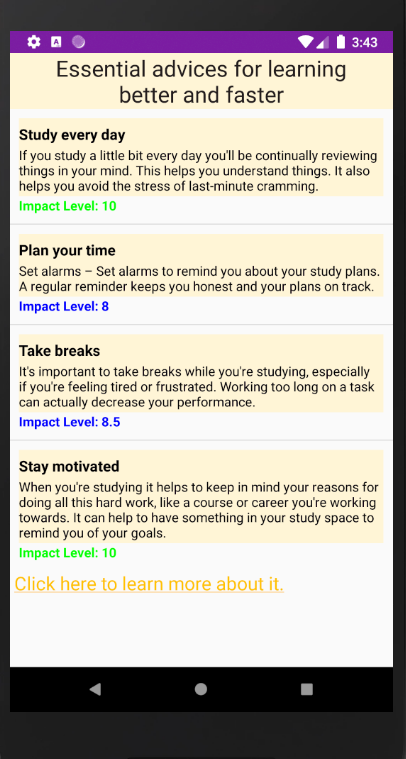 3:43
Essential advices for learning
better and faster
Study every day
If you study a little bit every day you'll be continually reviewing
things in your mind. This helps you understand things. It also
helps you avoid the stress of last-minute cramming.
Impact Level: 10
Plan your time
Set alarms – Set alarms to remind you about your study plans.
A regular reminder keeps you honest and your plans on track.
Impact Level: 8
Take breaks
It's important to take breaks while you're studying, especially
if you're feeling tired or frustrated. Working too long on a task
can actually decrease your performance.
Impact Level: 8.5
Stay motivated
When you're studying it helps to keep in mind your reasons for
doing all this hard work, like a course or career you're working
towards. It can help to have something in your study space to
remind you of your goals.
Impact Level: 10
Click here to learn more about it.